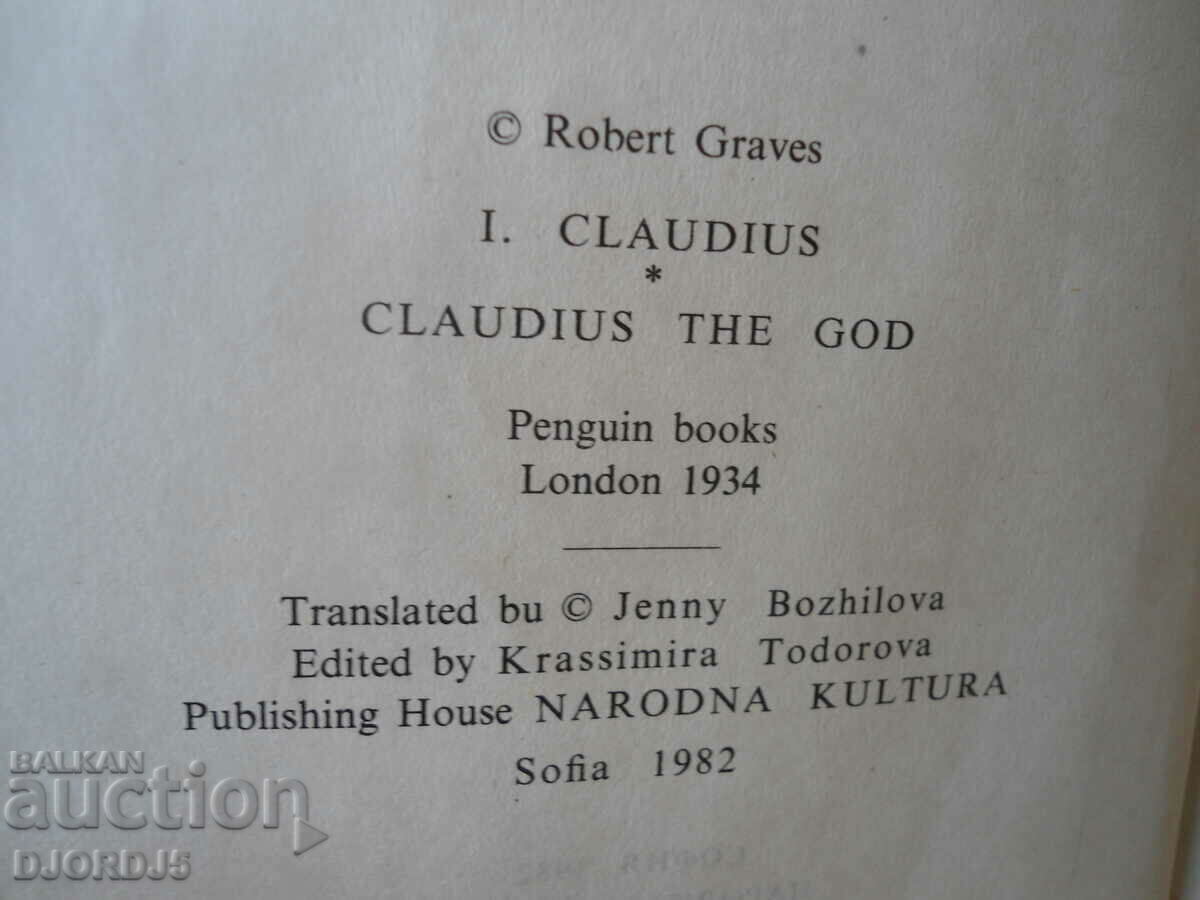 © Robert Graves
I. CLAUDIUS
*
CLAUDIUS THE GOD
Penguin books
London 1934
Translated bu © Jenny Bozhilova
Edited by Krassimira Todorova
Publishing House NARODNA KULTURA
Sofia 1982
BALKAN
auction
DJORDJ5